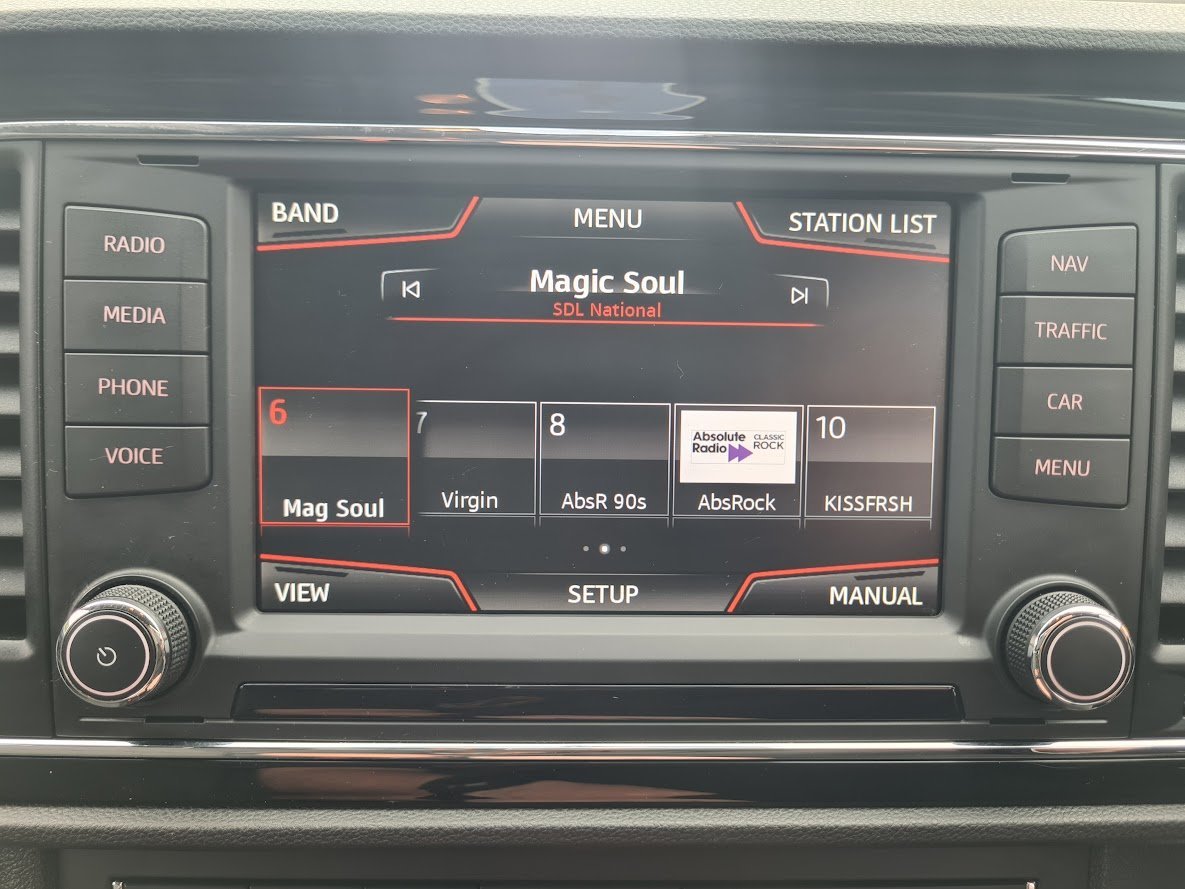 BAND
MENU
STATION LIST
Magic Soul
SDL National
6
Mag Soul
7
Virgin
8
AbsR 90s
Absolute
Radio
CLASSIC
ROCK
AbsRock
10
KISSFRSH
VIEW
SETUP
MANUAL
RADIO
MEDIA
PHONE
VOICE
NAV
TRAFFIC
CAR
MENU